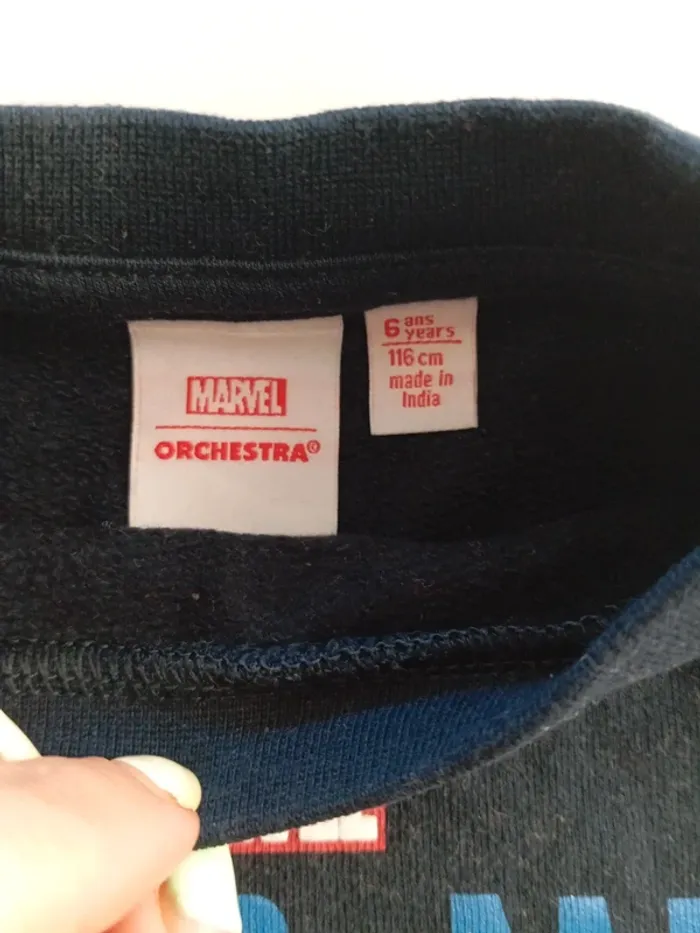 MARVEL
ORCHESTRA®
6 ans
years
116 cm
made in
India